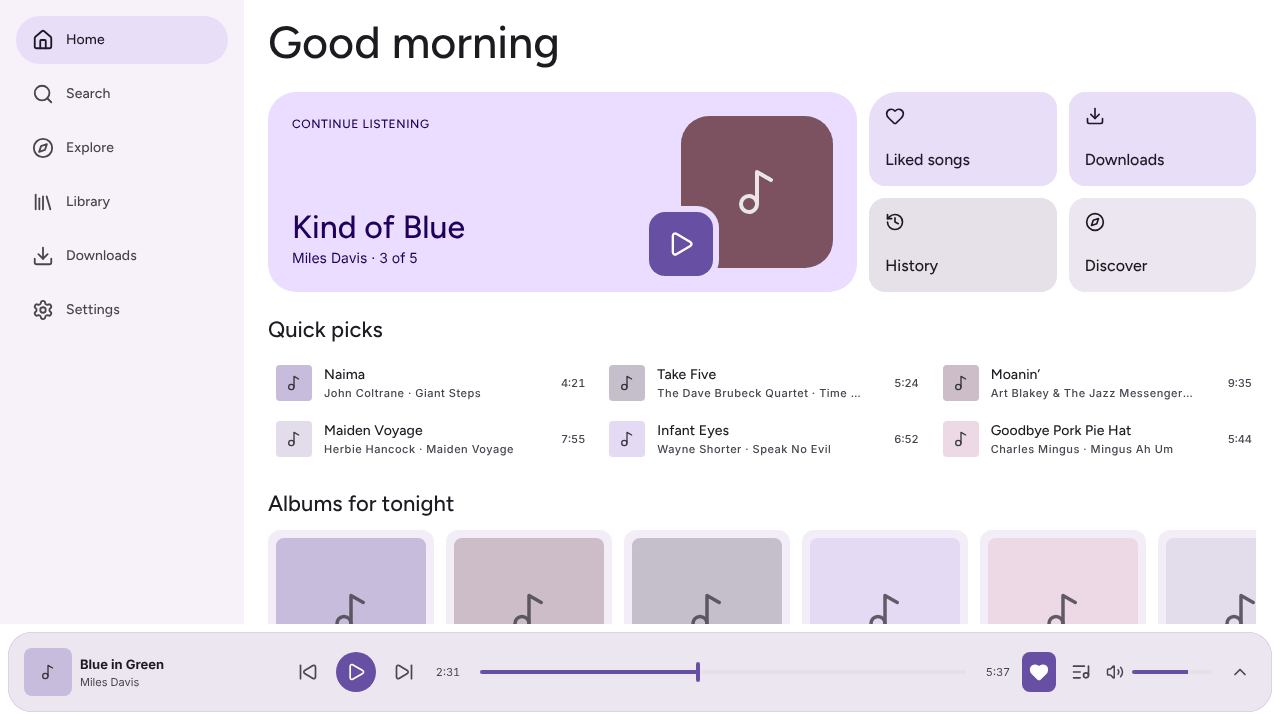 Home
Search
Explore
Library
Downloads
Settings
Good morning
CONTINUE LISTENING
Kind of Blue
Miles Davis · 3 of 5
Liked songs
Downloads
History
Discover
Quick picks
Naima
John Coltrane · Giant Steps
4:21
Take Five
The Dave Brubeck Quartet · Time ...
5:24
Moanin’
Art Blakey & The Jazz Messenger...
9:35
Maiden Voyage
Herbie Hancock · Maiden Voyage
7:55
Infant Eyes
Wayne Shorter · Speak No Evil
6:52
Goodbye Pork Pie Hat
Charles Mingus · Mingus Ah Um
5:44
Albums for tonight
Blue in Green
Miles Davis
2:31
5:37